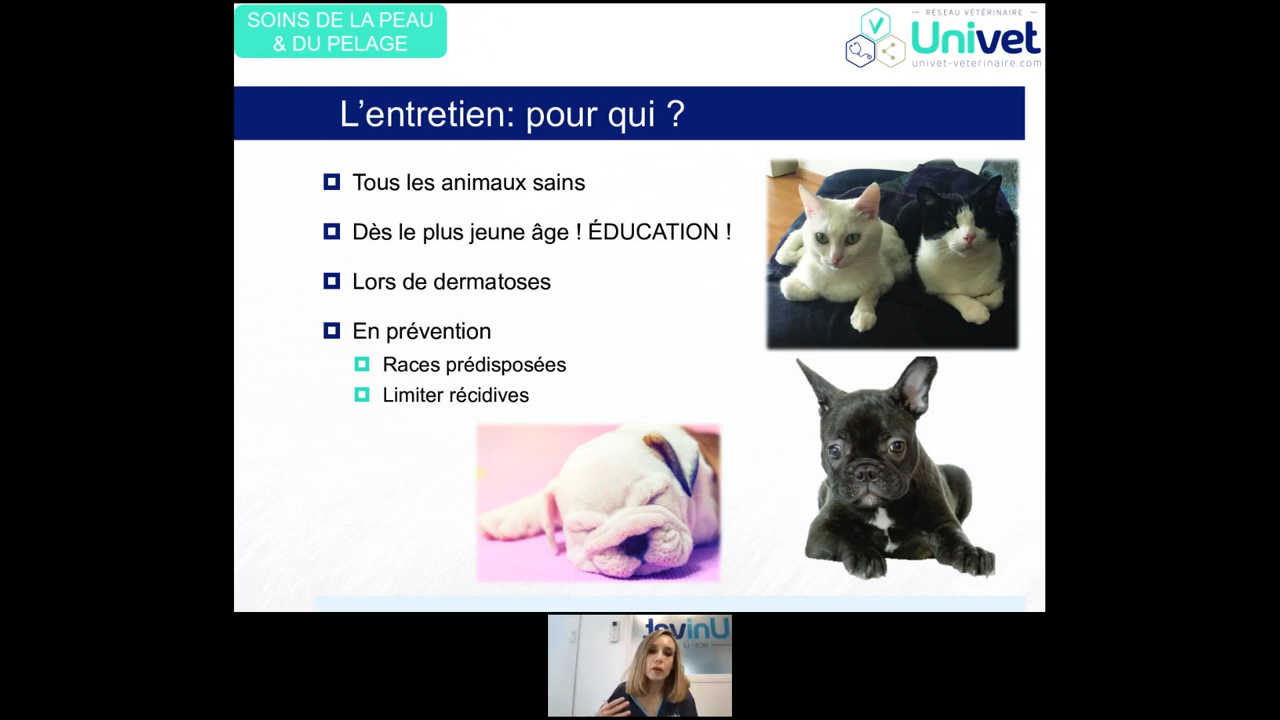 SOINS DE LA PEAU
& DU PELAGE
RÉSEAU VÉTÉRINAIRE
Univet
univet-veterinaire.com
L’entretien: pour qui ?
Tous les animaux sains
Dès le plus jeune âge ! ÉDUCATION !
Lors de dermatoses
En prévention
Races prédisposées
Limiter récidives
Univet